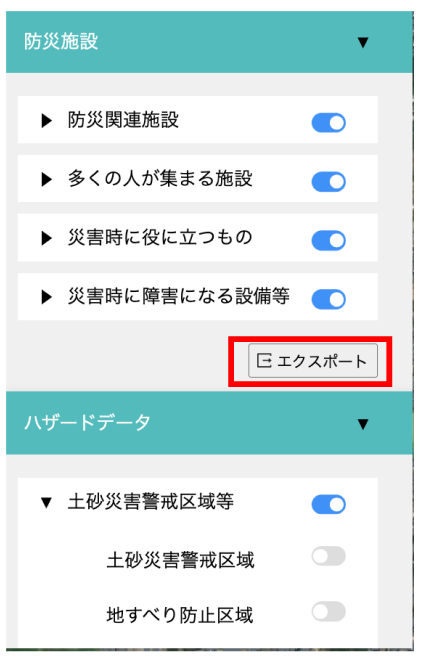 防災施設 ▼
▶ 防災関連施設
▶ 多くの人が集まる施設
▶ 災害時に役に立つもの
▶ 災害時に障害になる設備等
エクスポート
ハザードデータ ▼
▼ 土砂災害警戒区域等
土砂災害警戒区域
地すべり防止区域